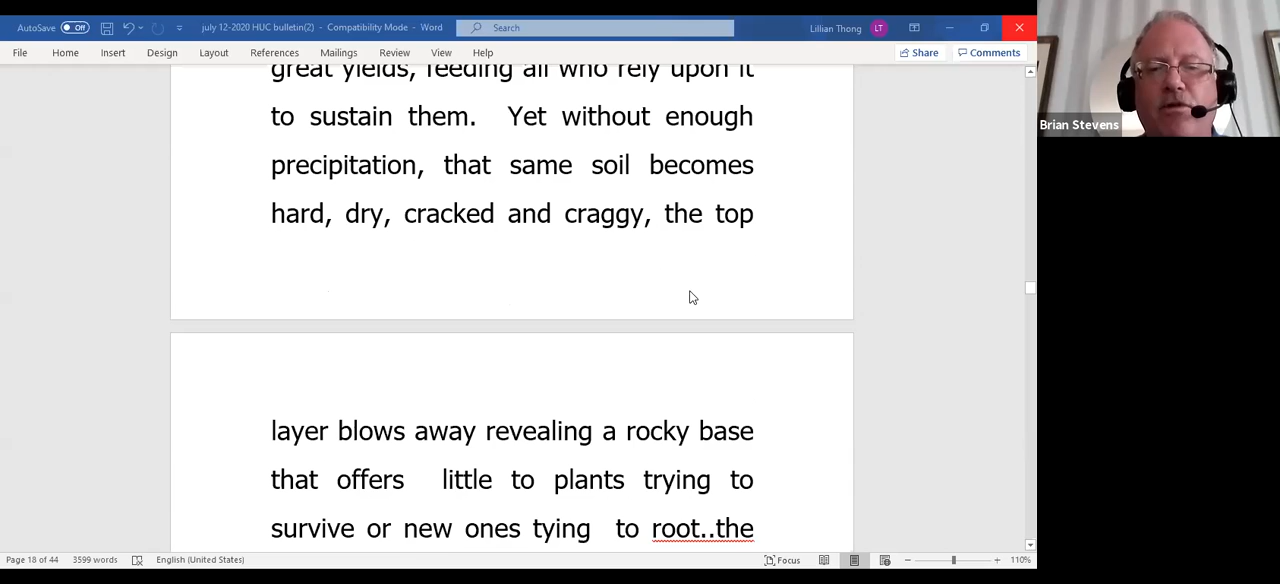 AutoSave Off july 12-2020 HUC bulletin(2) - Compatibility Mode - Word Search Lillian Thong LT
File Home Insert Design Layout References Mailings Review View Help Share Comments
great yields, feeding all who rely upon it
to sustain them. Yet without enough
precipitation, that same soil becomes
hard, dry, cracked and craggy, the top
layer blows away revealing a rocky base
that offers little to plants trying to
survive or new ones tying to root..the
Page 18 of 44 3599 words English (United States) Focus 110%
Brian Stevens